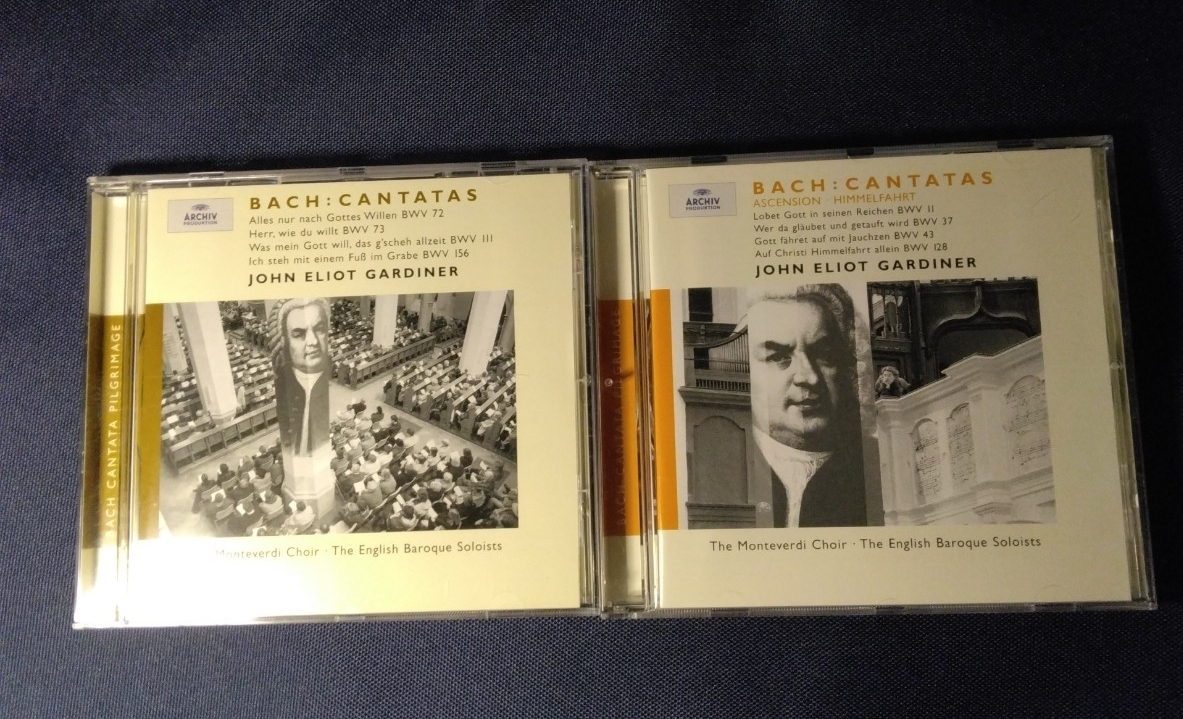 ARCHIV
PRODUKTION
BACH : CANTATAS
Alles nur nach Gottes Willen BWV 72
Herr, wie du willt BWV 73
Was mein Gott will, das g'scheh allzeit BWV 111
Ich steh mit einem Fuß im Grabe BWV 156
JOHN ELIOT GARDINER
BACH CANTATA PILGRIMAGE
Monteverdi Choir · The English Baroque Soloists
ARCHIV
PRODUKTION
BACH : CANTATAS
ASCENSION · HIMMELFAHRT
Lobet Gott in seinen Reichen BWV 11
Wer da gläubet und getauft wird BWV 37
Gott fähret auf mit Jauchzen BWV 43
Auf Christi Himmelfahrt allein BWV 128
JOHN ELIOT GARDINER
BACH CANTATA PILGRIMAGE
The Monteverdi Choir · The English Baroque Soloists